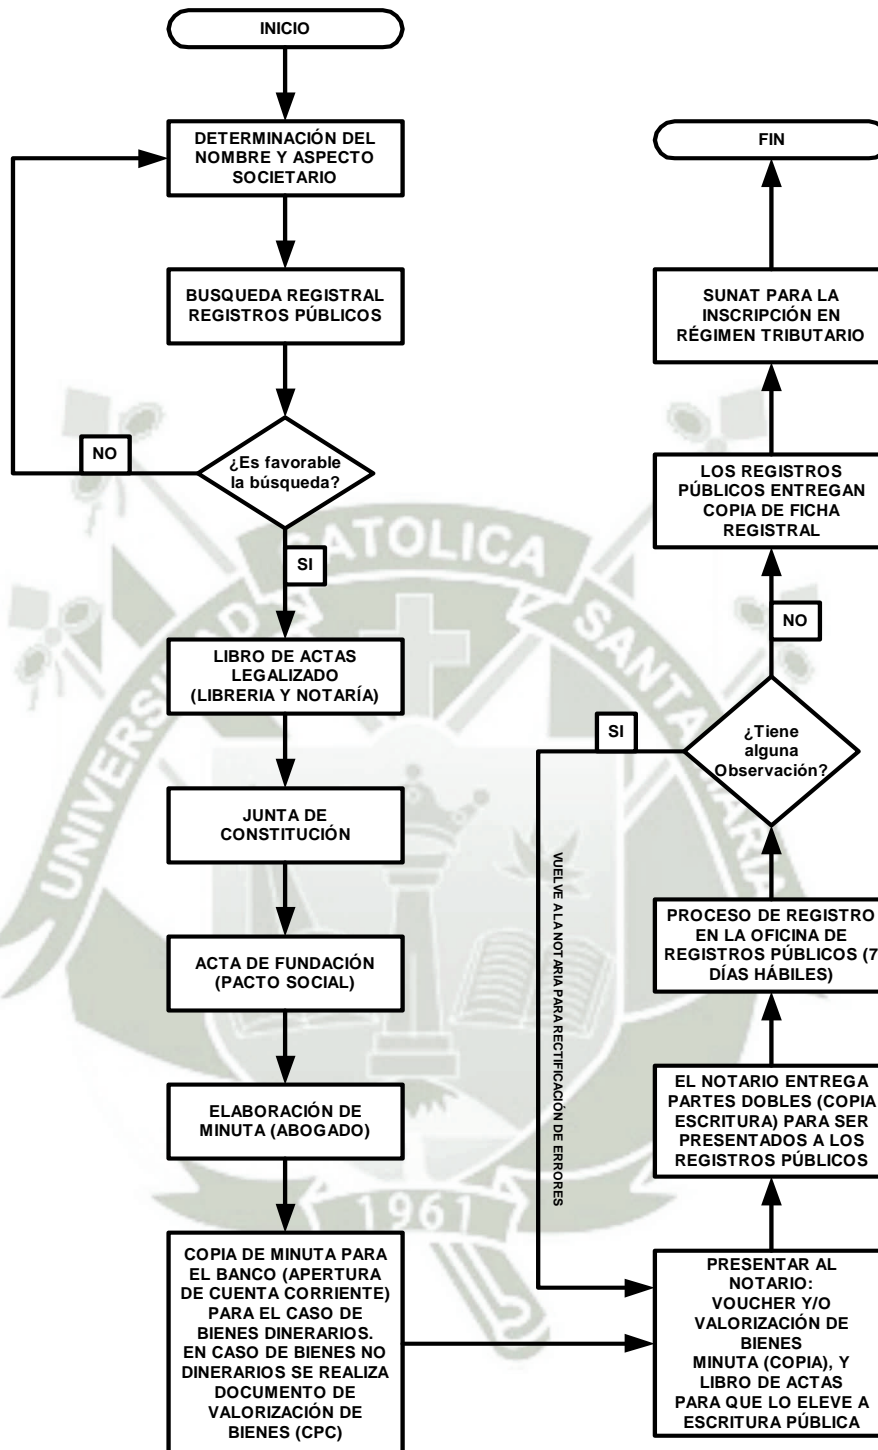 INICIO
DETERMINACIÓN DEL
NOMBRE Y ASPECTO
SOCIETARIO
BUSQUEDA REGISTRAL
REGISTROS PÚBLICOS
¿Es favorable
la búsqueda?
NO
SI
LIBRO DE ACTAS
LEGALIZADO
(LIBRERIA Y NOTARÍA)
JUNTA DE
CONSTITUCIÓN
ACTA DE FUNDACIÓN
(PACTO SOCIAL)
ELABORACIÓN DE
MINUTA (ABOGADO)
COPIA DE MINUTA PARA
EL BANCO (APERTURA
DE CUENTA CORRIENTE)
PARA EL CASO DE
BIENES DINERARIOS.
EN CASO DE BIENES NO
DINERARIOS SE REALIZA
DOCUMENTO DE
VALORIZACIÓN DE
BIENES (CPC)
PRESENTAR AL
NOTARIO:
VOUCHER Y/O
VALORIZACIÓN DE
BIENES
MINUTA (COPIA), Y
LIBRO DE ACTAS
PARA QUE LO ELEVE A
ESCRITURA PÚBLICA
EL NOTARIO ENTREGA
PARTES DOBLES (COPIA
ESCRITURA) PARA SER
PRESENTADOS A LOS
REGISTROS PÚBLICOS
PROCESO DE REGISTRO
EN LA OFICINA DE
REGISTROS PÚBLICOS (7
DÍAS HÁBILES)
¿Tiene
alguna
Observación?
SI
VUELVE A LA NOTARIA PARA RECTIFICACIÓN DE ERRORES
NO
LOS REGISTROS
PÚBLICOS ENTREGAN
COPIA DE FICHA
REGISTRAL
SUNAT PARA LA
INSCRIPCIÓN EN
RÉGIMEN TRIBUTARIO
FIN
SANTA
1961